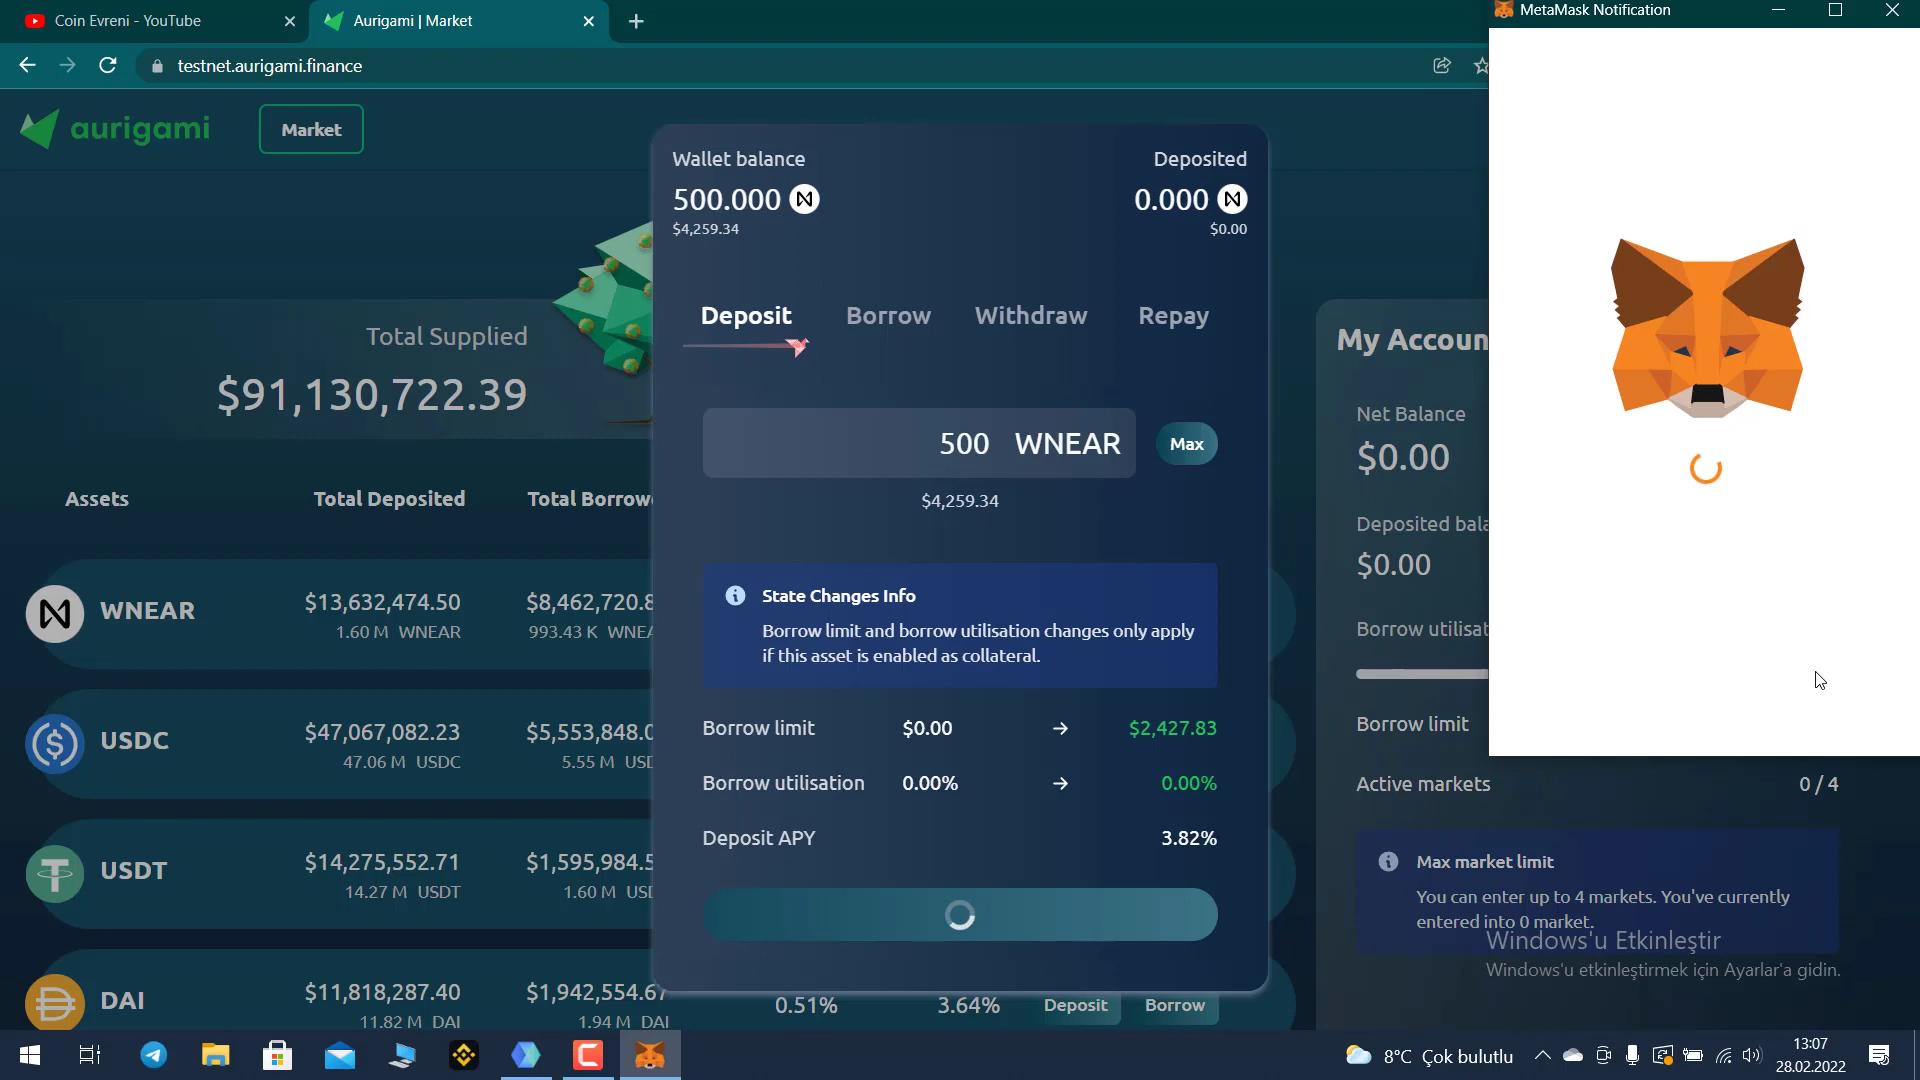 Coin Evreni - YouTube
Aurigami | Market
MetaMask Notification
testnet.aurigami.finance
aurigami
Market
Wallet balance
Deposited
500.000
0.000
$4,259.34
$0.00
Deposit
Borrow
Withdraw
Repay
Total Supplied
$91,130,722.39
500 WNEAR
Max
$4,259.34
My Accoun
Net Balance
$0.00
Deposited bala
$0.00
Borrow utilisat
Borrow limit
Active markets
0 / 4
Assets
Total Deposited
Total Borrow
State Changes Info
Borrow limit and borrow utilisation changes only apply
if this asset is enabled as collateral.
Borrow limit
$0.00
→
$2,427.83
Borrow utilisation
0.00%
→
0.00%
Deposit APY
3.82%
WNEAR
$13,632,474.50
1.60 M WNEAR
$8,462,720.8
993.43 K WNEA
USDC
$47,067,082.23
47.06 M USDC
$5,553,848.0
5.55 M USD
USDT
$14,275,552.71
14.27 M USDT
$1,595,984.5
1.60 M USD
DAI
$11,818,287.40
11.82 M DAI
$1,942,554.67
1.94 M DAI
0.51%
3.64%
Deposit
Borrow
Max market limit
You can enter up to 4 markets. You've currently
entered into 0 market.
Windows'u Etkinleştir
Windows'u etkinleştirmek için Ayarlar'a gidin.
8°C Çok bulutlu
13:07
28.02.2022